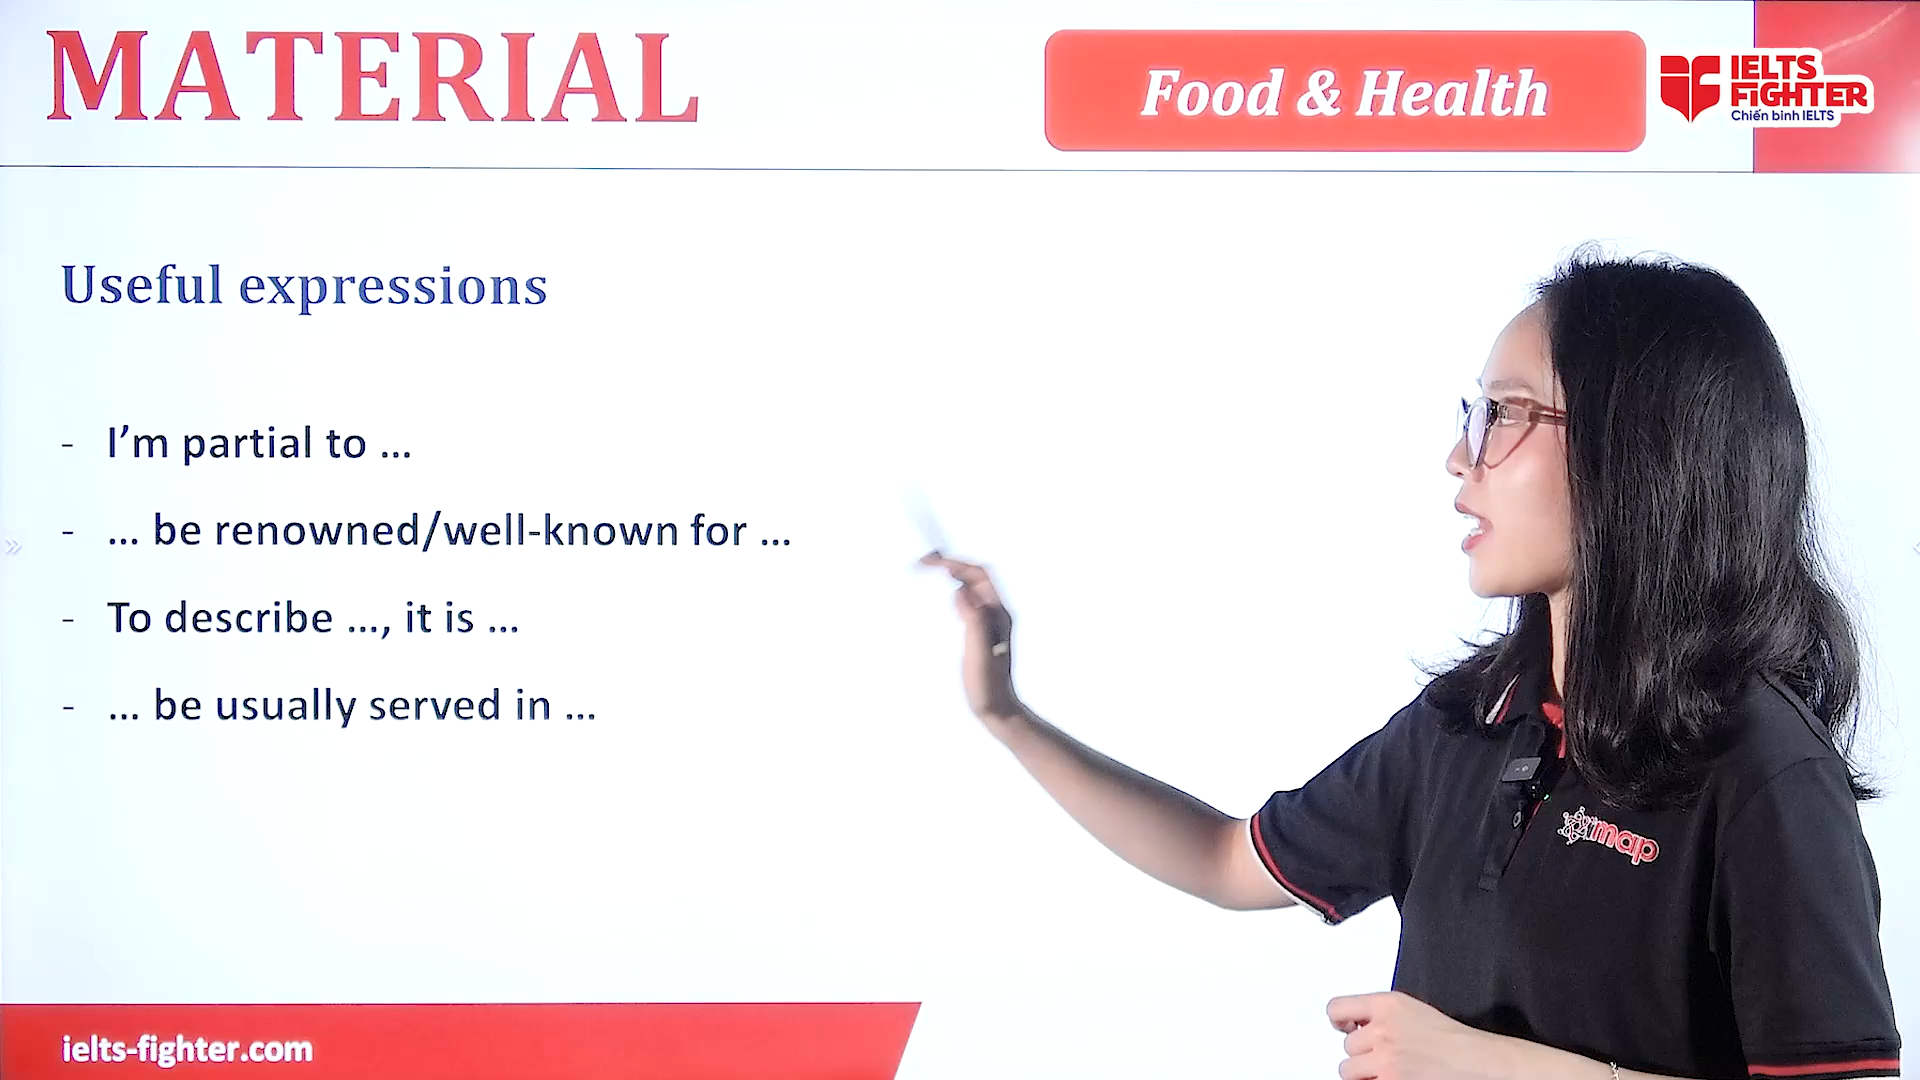 MATERIAL
Food & Health
IELTS
FIGHTER
Chiến binh IELTS
Useful expressions
- I'm partial to ...
- ... be renowned/well-known for ...
- To describe ..., it is ...
- ... be usually served in ...
imap
ielts-fighter.com